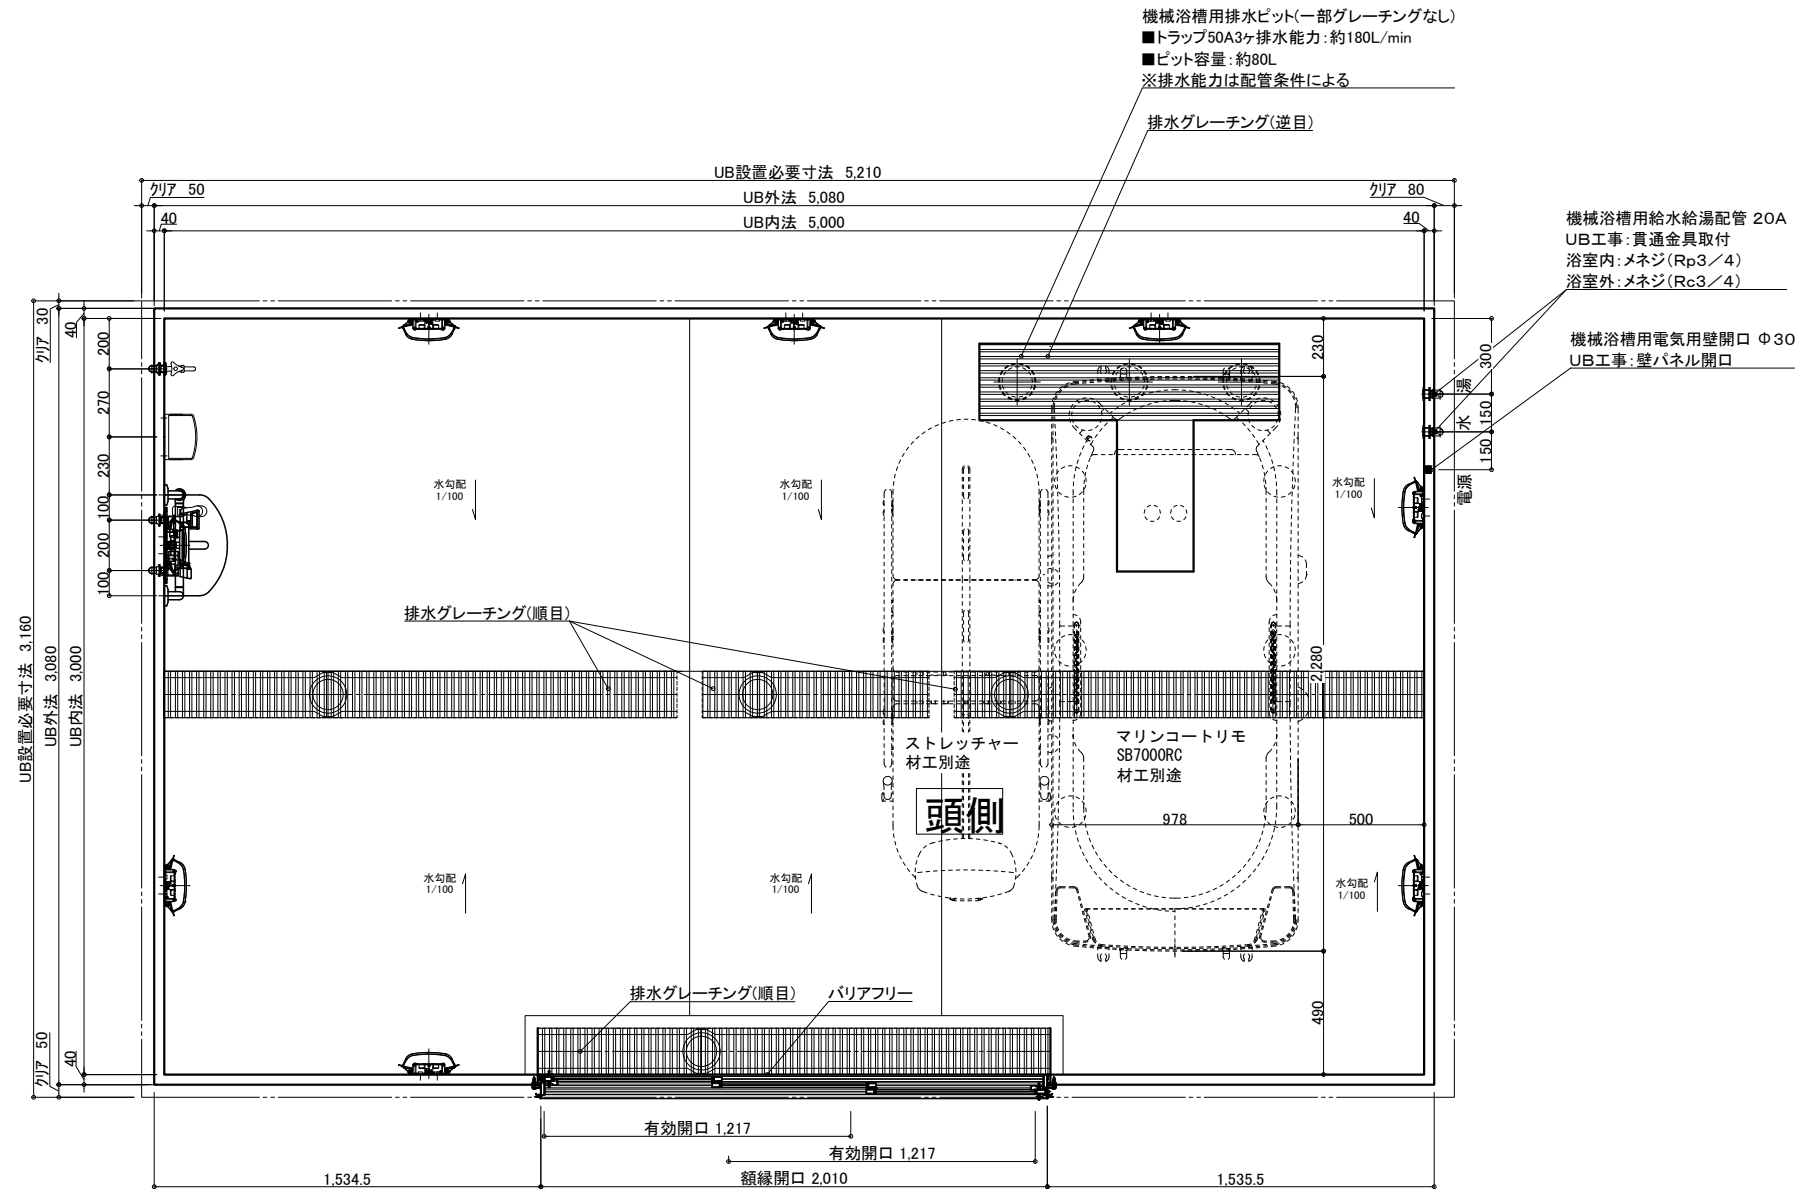 機械浴槽用排水ピット(一部グレーチングなし)
■トラップ50A3ヶ排水能力:約180L/min
■ピット容量:約80L
※排水能力は配管条件による
排水グレーチング(逆目)
UB設置必要寸法 5,210
クリア 50
クリア 80
UB外法 5,080
40
UB内法 5,000
40
機械浴槽用給水給湯配管 20A
UB工事:貫通金具取付
浴室内:メネジ(Rp3/4)
浴室外:メネジ(Rc3/4)
機械浴槽用電気用壁開口 Φ30
UB工事:壁パネル開口
クリア 30
40
200
270
230
100
200
100
230
300
湯
150
水
150
電源
水勾配
1/100
水勾配
1/100
水勾配
1/100
排水グレーチング(順目)
UB設置必要寸法 3,160
UB外法 3,080
UB内法 3,000
2,280
ストレッチャー
材工別途
マリンコートリモ
SB7000RC
材工別途
頭側
978
500
水勾配
1/100
水勾配
1/100
水勾配
1/100
排水グレーチング(順目)
バリアフリー
490
クリア 50
40
有効開口 1,217
有効開口 1,217
1,534.5
額縁開口 2,010
1,535.5